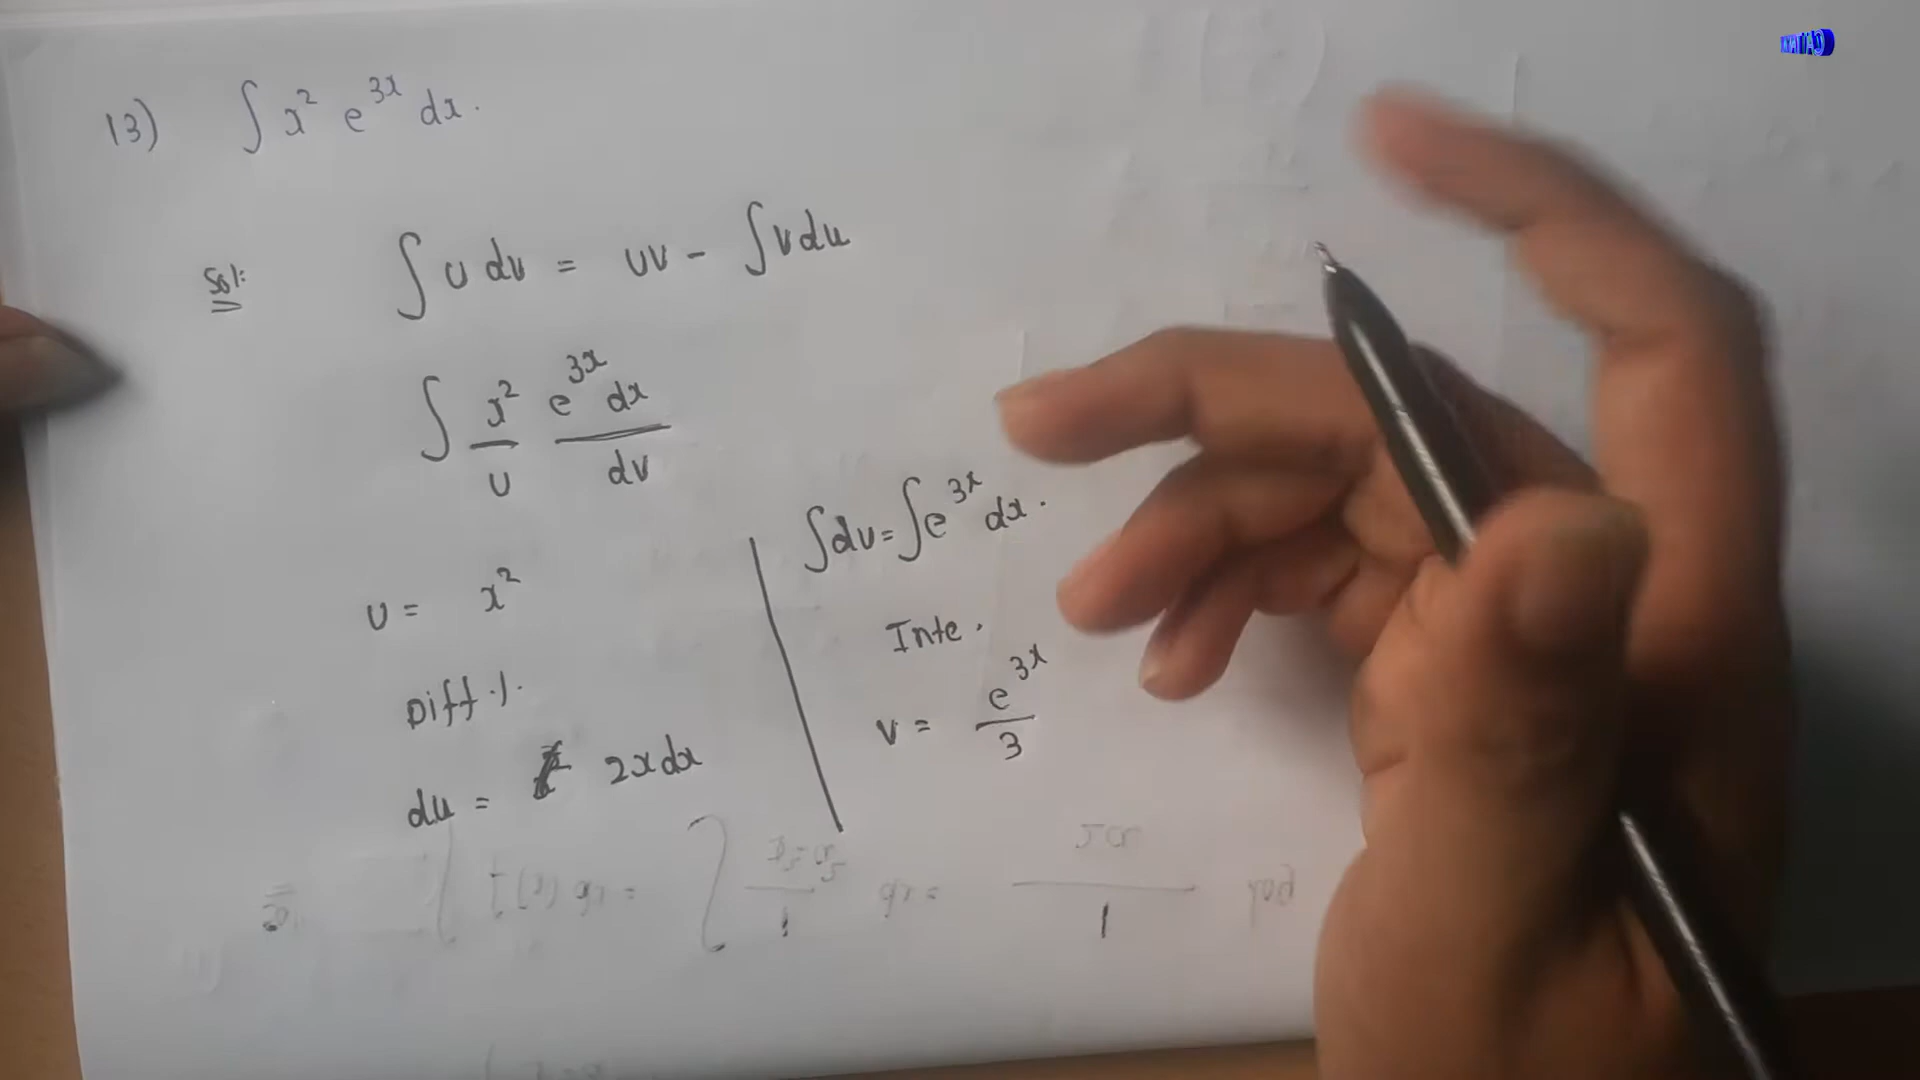 13) ∫ x² e^{3x} dx.
Sol: ∫ u dv = uv - ∫ v du
∫ x² e^{3x} dx
u dv
u = x²
Diff.
du = 2x dx
∫ dv = ∫ e^{3x} dx.
Inte.
v = e^{3x}/3